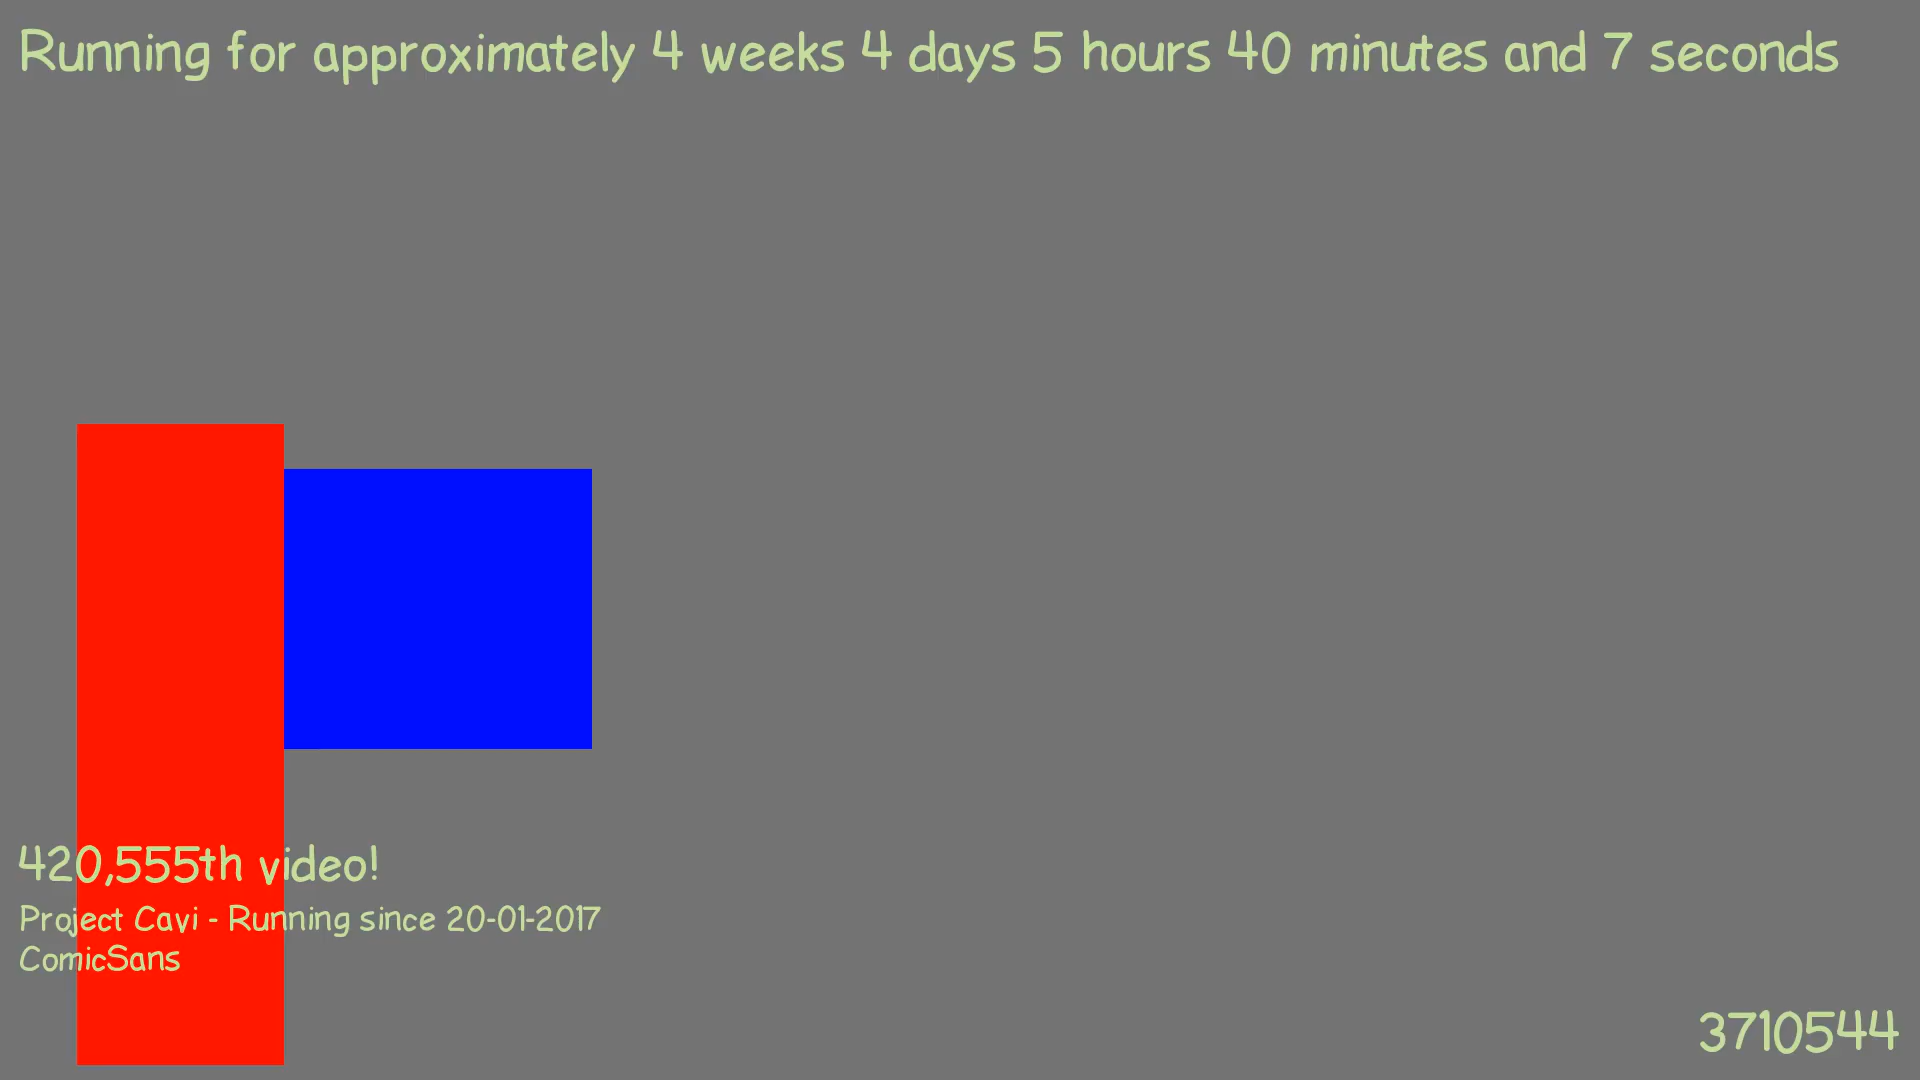 Running for approximately 4 weeks 4 days 5 hours 40 minutes and 7 seconds
420,555th video!
Project Cavi - Running since 20-01-2017
ComicSans
3710544